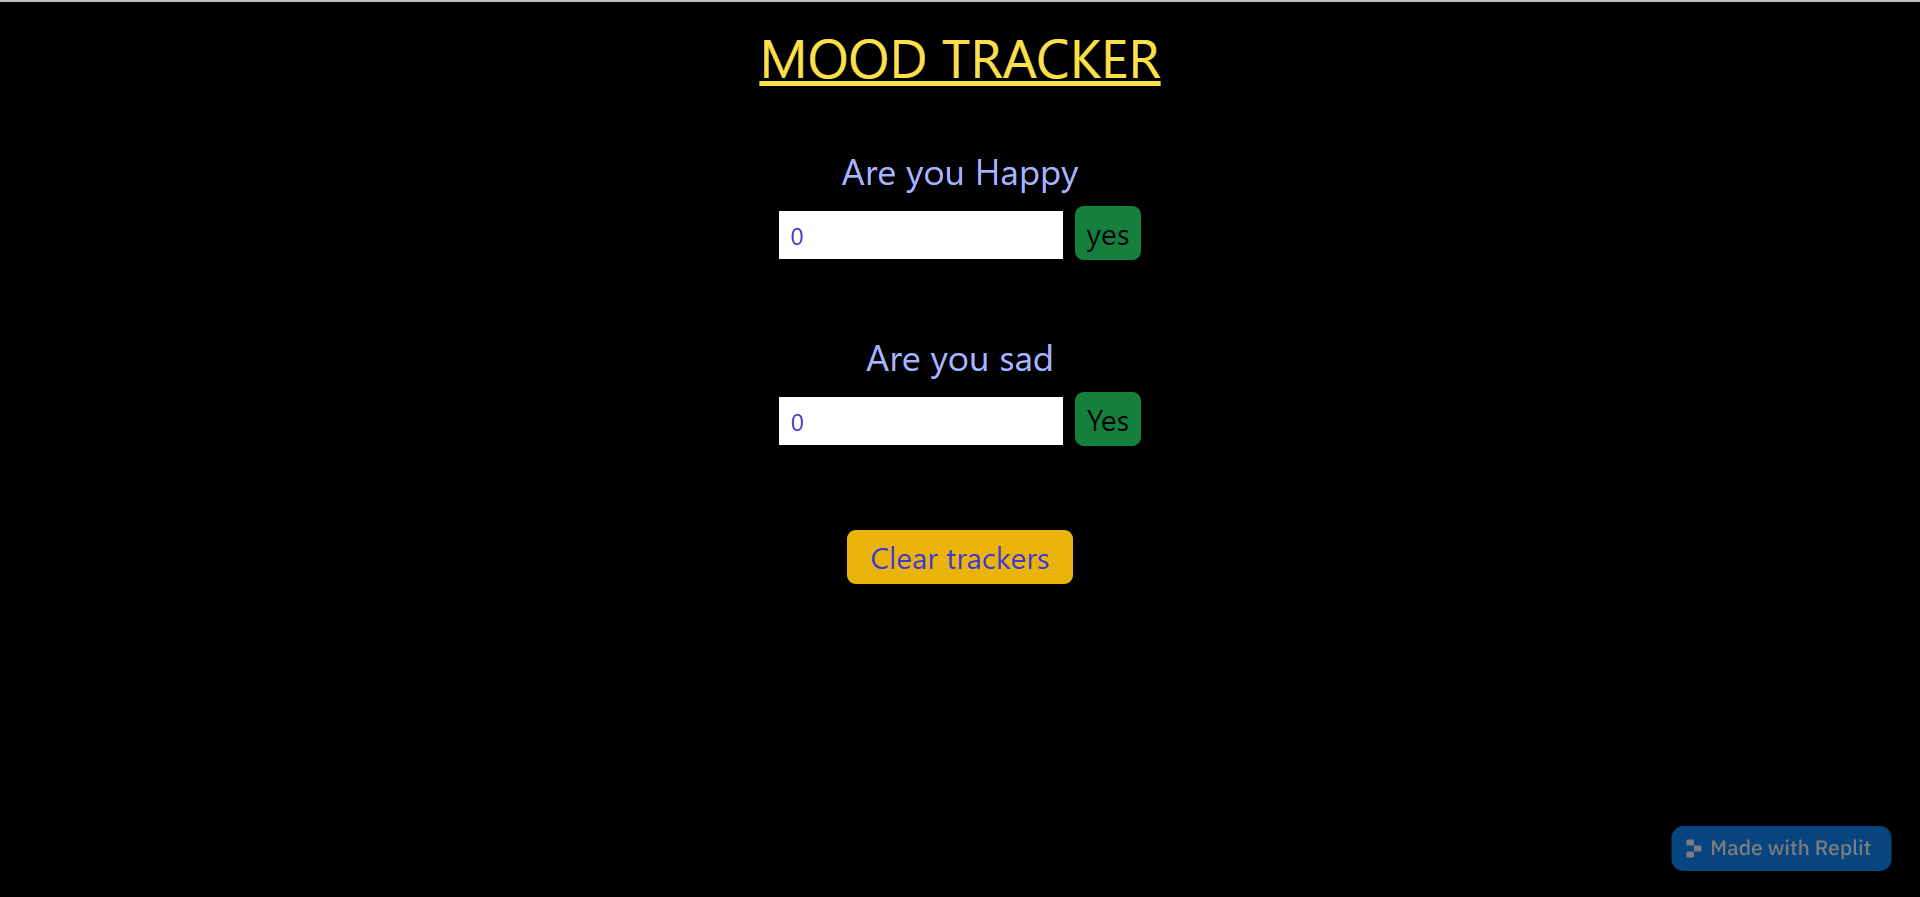 MOOD TRACKER
Are you Happy
0 yes
Are you sad
0 Yes
Clear trackers
Made with Replit